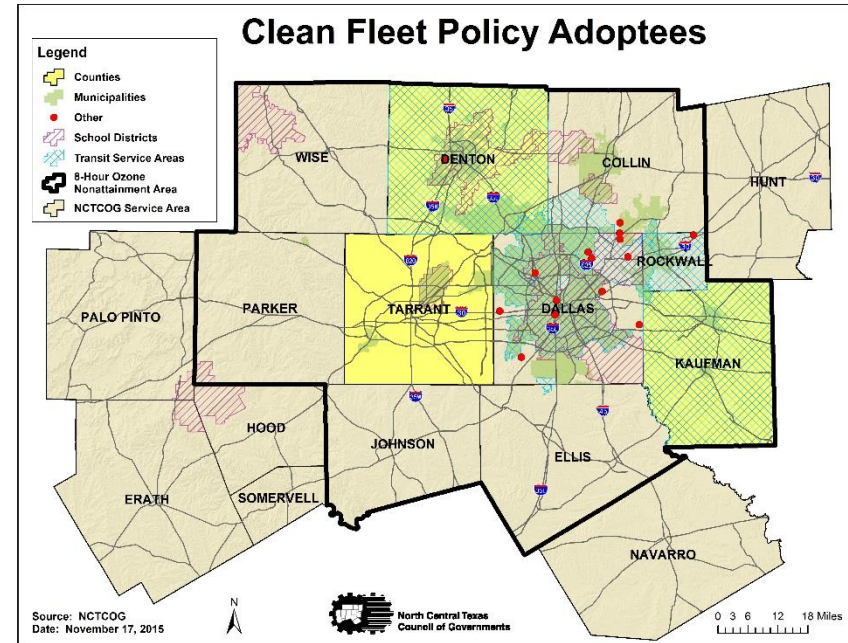 Clean Fleet Policy Adoptees
Legend
Counties
Municipalities
Other
School Districts
Transit Service Areas
8-Hour Ozone
Nonattainment Area
NCTCOG Service Area
WISE
DENTON
COLLIN
HUNT
ROCKWALL
PALO PINTO
PARKER
TARRANT
DALLAS
KAUFMAN
HOOD
JOHNSON
ELLIS
ERATH
SOMERVELL
NAVARRO
Source: NCTCOG
Date: November 17, 2015
N
North Central Texas
Council of Governments
0 3 6 12 18 Miles